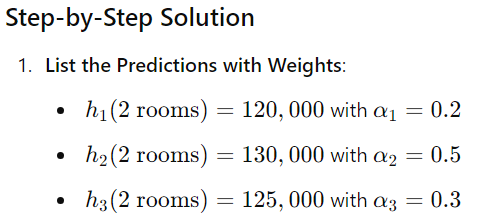 Step-by-Step Solution
1. List the Predictions with Weights:
• h₁(2 rooms) = 120,000 with α₁ = 0.2
• h₂(2 rooms) = 130,000 with α₂ = 0.5
• h₃(2 rooms) = 125,000 with α₃ = 0.3